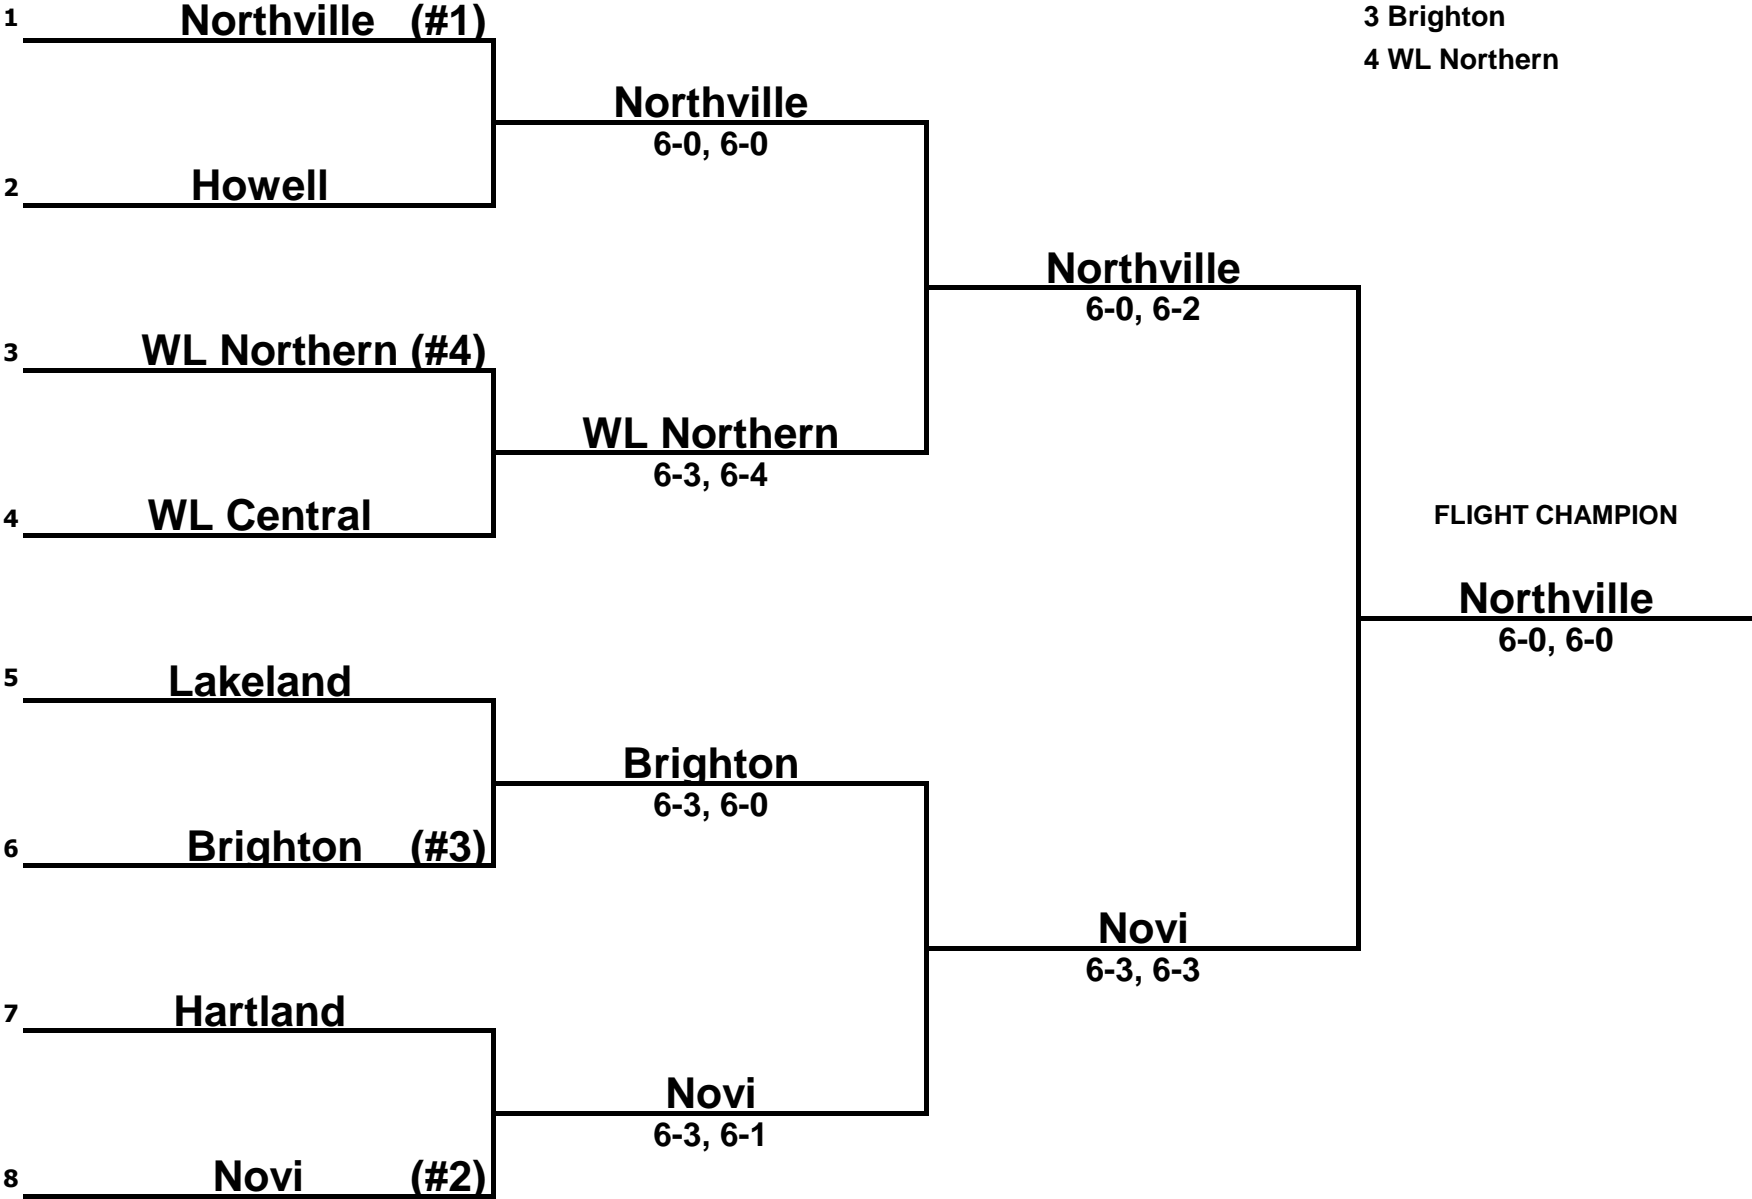 1 Northville (#1)
3 Brighton
4 WL Northern
Northville
6-0, 6-0
2 Howell
Northville
6-0, 6-2
3 WL Northern (#4)
WL Northern
6-3, 6-4
4 WL Central
FLIGHT CHAMPION
Northville
6-0, 6-0
5 Lakeland
Brighton
6-3, 6-0
6 Brighton (#3)
Novi
6-3, 6-3
7 Hartland
Novi
6-3, 6-1
8 Novi (#2)